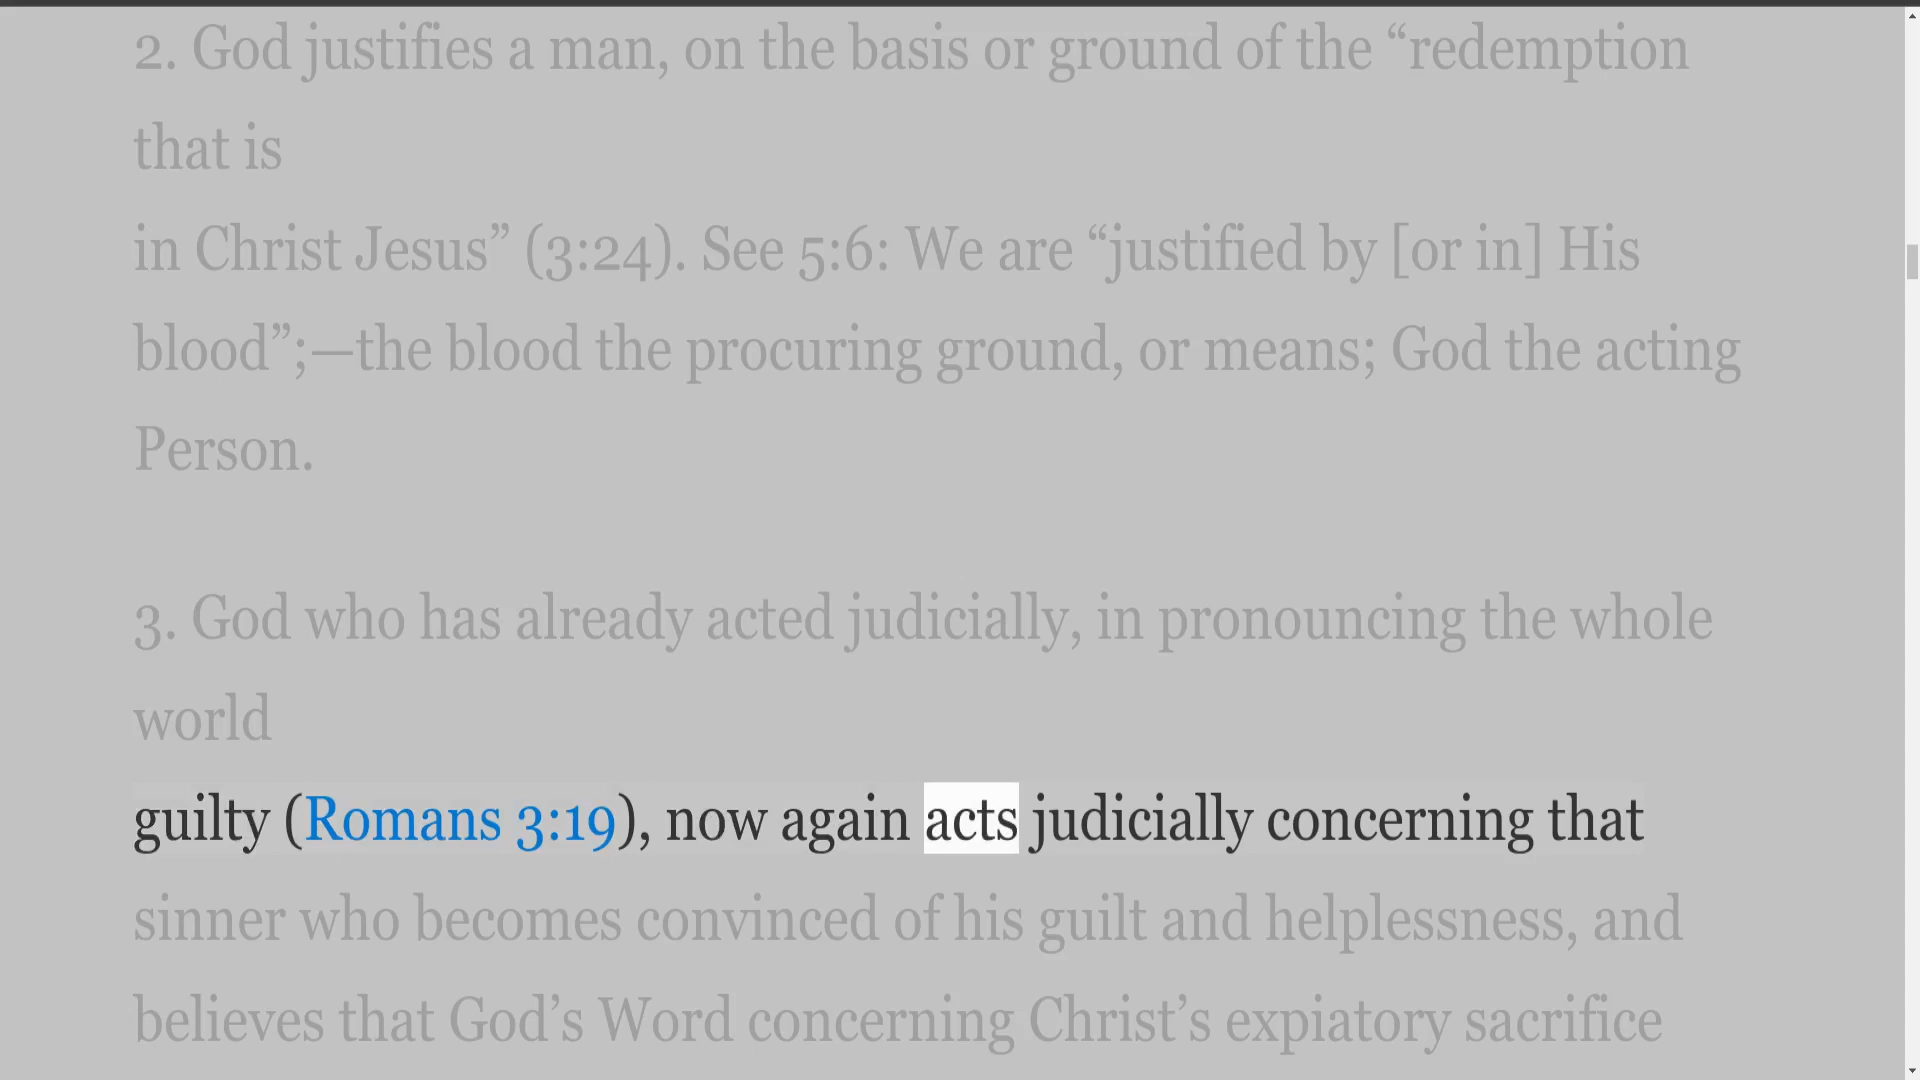 2. God justifies a man, on the basis or ground of the “redemption
that is
in Christ Jesus” (3:24). See 5:6: We are “justified by [or in] His
blood”;—the blood the procuring ground, or means; God the acting
Person.
3. God who has already acted judicially, in pronouncing the whole
world
guilty (Romans 3:19), now again acts judicially concerning that
sinner who becomes convinced of his guilt and helplessness, and
believes that God’s Word concerning Christ’s expiatory sacrifice